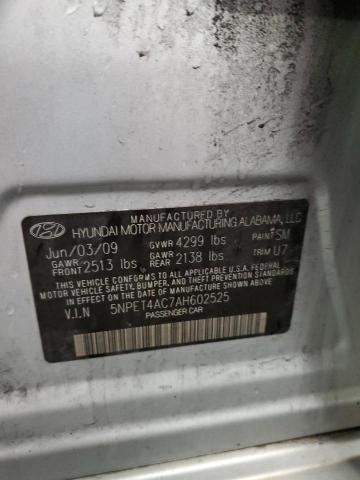 MANUFACTURED BY
HYUNDAI MOTOR MANUFACTURING ALABAMA, LLC
Jun/03/09 GVWR 4299 lbs PAINT SM
GAWR FRONT 2513 lbs GAWR REAR 2138 lbs TRIM U7
THIS VEHICLE CONFORMS TO ALL APPLICABLE U.S. FEDERAL
MOTOR VEHICLE SAFETY, BUMPER, AND THEFT PREVENTION
STANDARDS IN EFFECT ON THE DATE OF MANUFACTURE SHOWN ABOVE.
V.I.N 5NPET4AC7AH602525
PASSENGER CAR